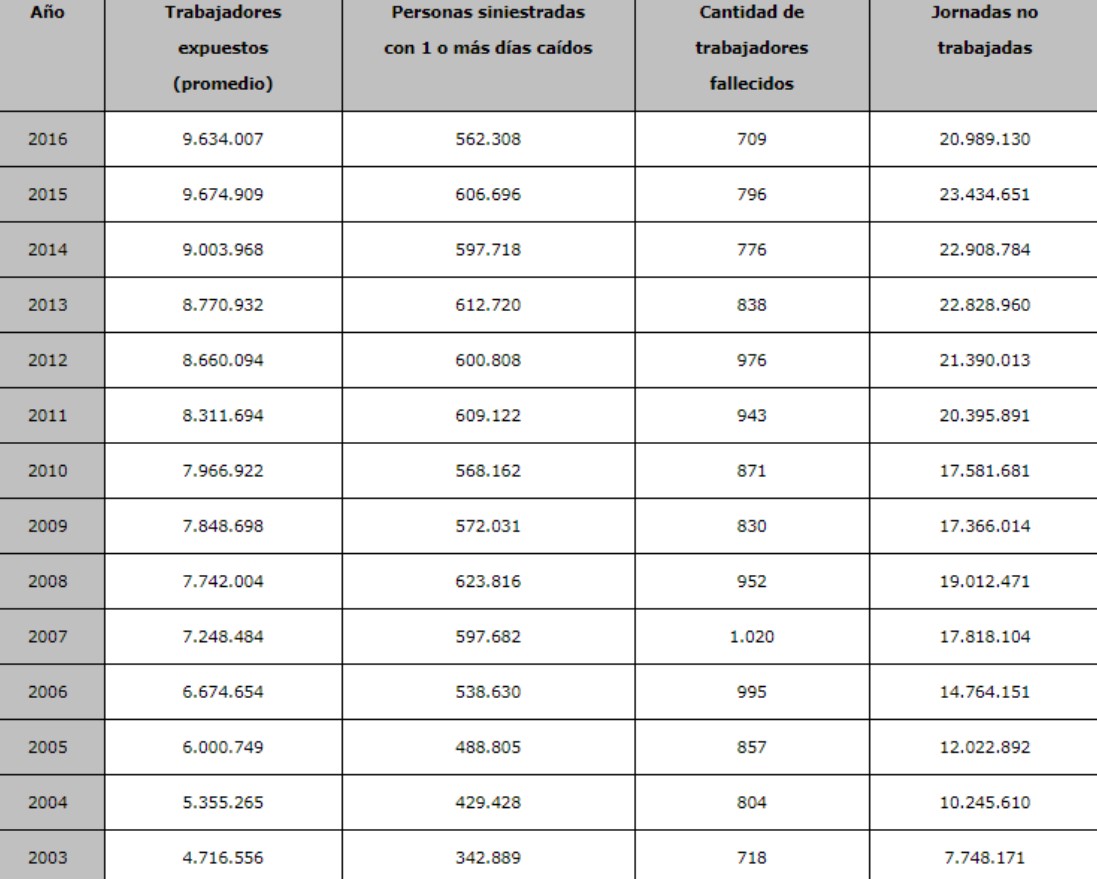 Año Trabajadores expuestos (promedio) Personas siniestradas con 1 o más días caídos Cantidad de trabajadores fallecidos Jornadas no trabajadas
2016 9.634.007 562.308 709 20.989.130
2015 9.674.909 606.696 796 23.434.651
2014 9.003.968 597.718 776 22.908.784
2013 8.770.932 612.720 838 22.828.960
2012 8.660.094 600.808 976 21.390.013
2011 8.311.694 609.122 943 20.395.891
2010 7.966.922 568.162 871 17.581.681
2009 7.848.698 572.031 830 17.366.014
2008 7.742.004 623.816 952 19.012.471
2007 7.248.484 597.682 1.020 17.818.104
2006 6.674.654 538.630 995 14.764.151
2005 6.000.749 488.805 857 12.022.892
2004 5.355.265 429.428 804 10.245.610
2003 4.716.556 342.889 718 7.748.171